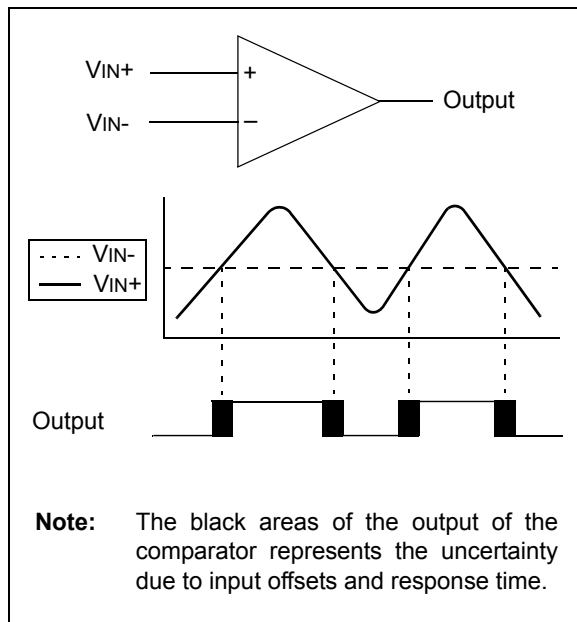 VIN+
+
Output
VIN-
–
VIN-
VIN+
Output
Note: The black areas of the output of the
comparator represents the uncertainty
due to input offsets and response time.